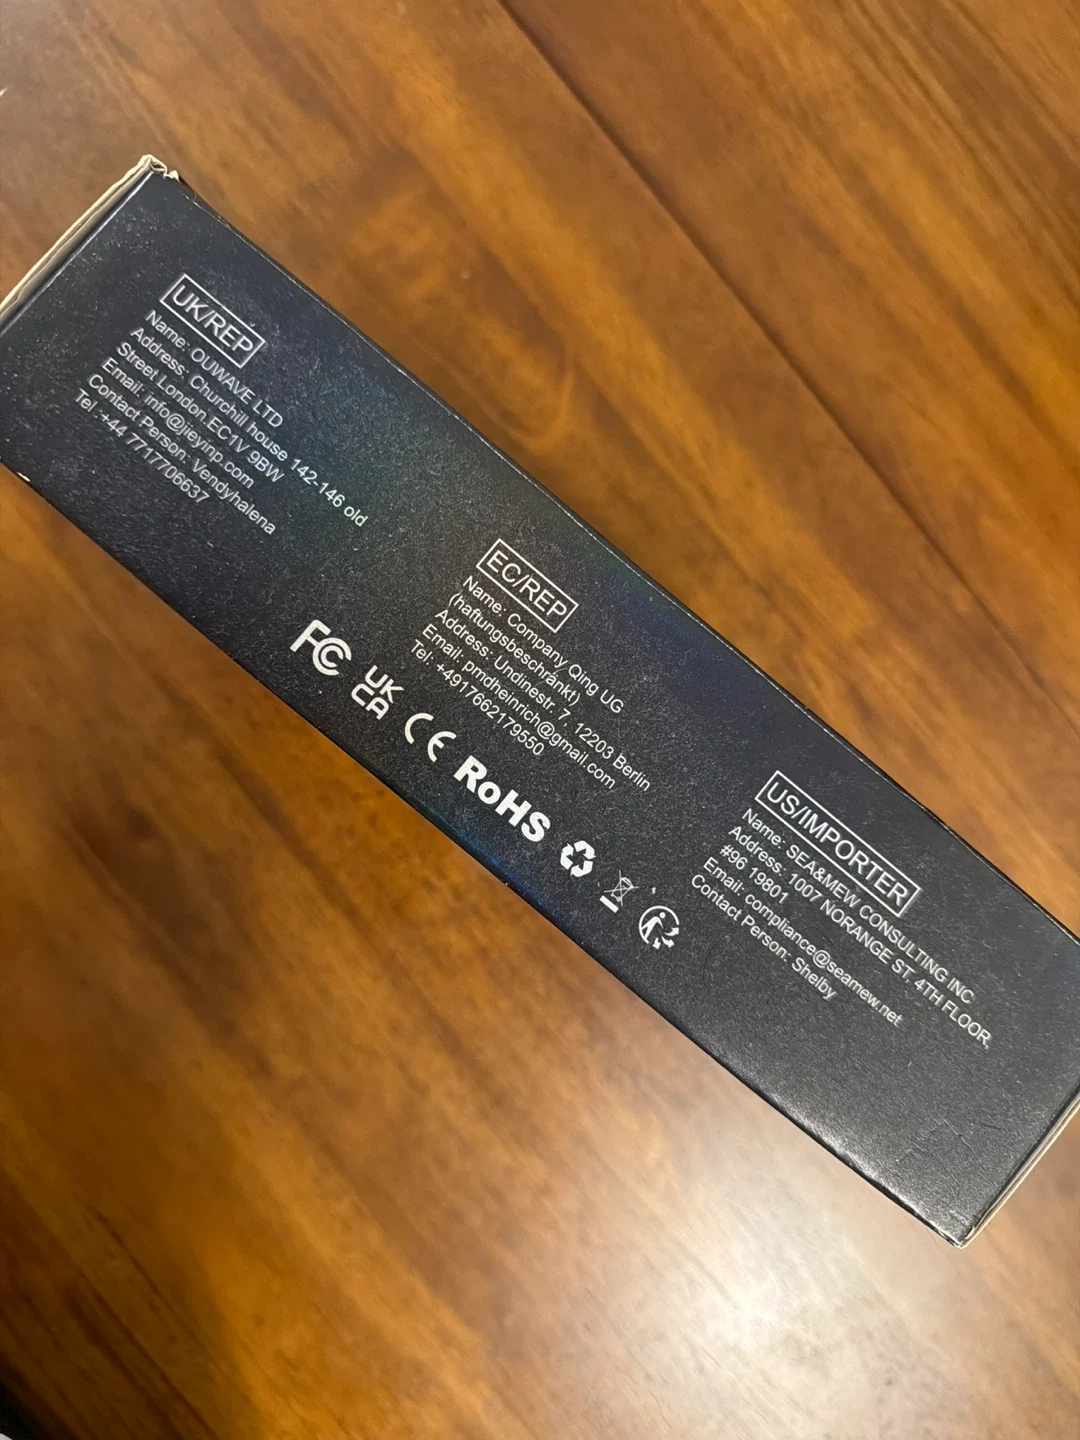 UK/REP
Name: OUWAVE LTD
Address: Churchill house 142-146 old
Street London,EC1V 9BW
Email: info@jieyinp.com
Contact Person: Vendyhalena
Tel: +44 7717706637
EC/REP
Name: Company Qing UG
(haftungsbeschränkt)
Address: Undinestr. 7, 12203 Berlin
Email: pmdheinrich@gmail.com
Tel: +4917662179550
US/IMPORTER
Name: SEA&MEW CONSULTING INC
Address: 1007 NORANGE ST, 4TH FLOOR,
#96 19801
Email: compliance@seamew.net
Contact Person: Shelby
FC
UK
CA
CE
RoHS